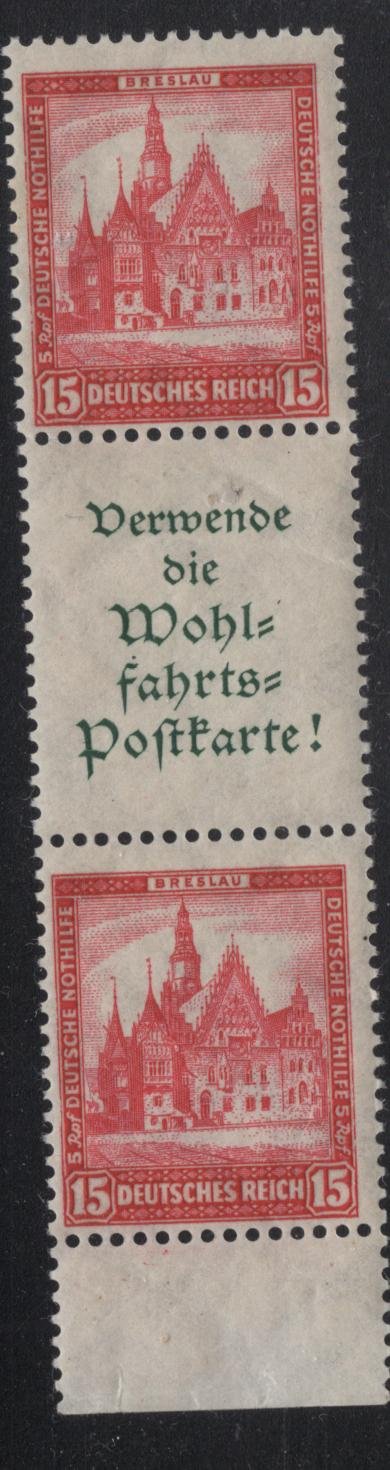 BRESLAU
DEUTSCHE NOTHILFE
5 Rpf
DEUTSCHE NOTHILFE
5 Rpf
15 DEUTSCHES REICH 15
Verwende
die
Wohl=
fahrts=
Poſtkarte!
BRESLAU
DEUTSCHE NOTHILFE
5 Rpf
DEUTSCHE NOTHILFE
5 Rpf
15 DEUTSCHES REICH 15